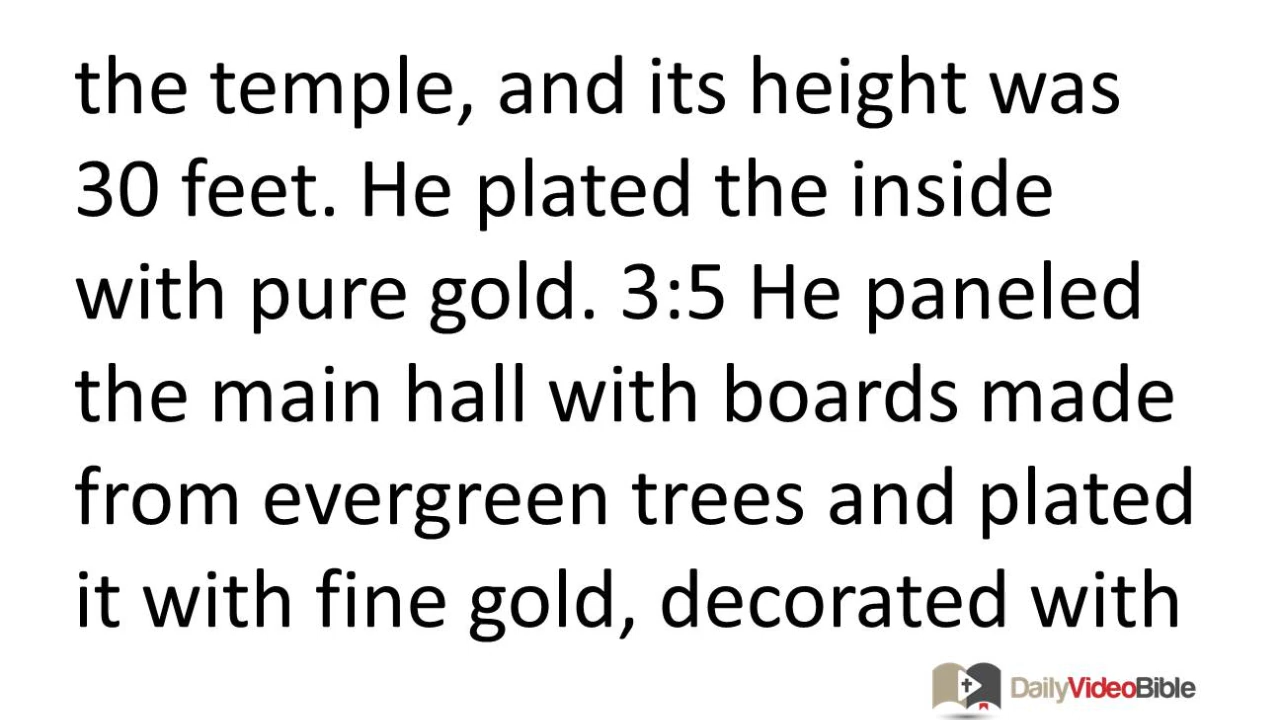 the temple, and its height was
30 feet. He plated the inside
with pure gold. 3:5 He paneled
the main hall with boards made
from evergreen trees and plated
it with fine gold, decorated with
DailyVideoBible